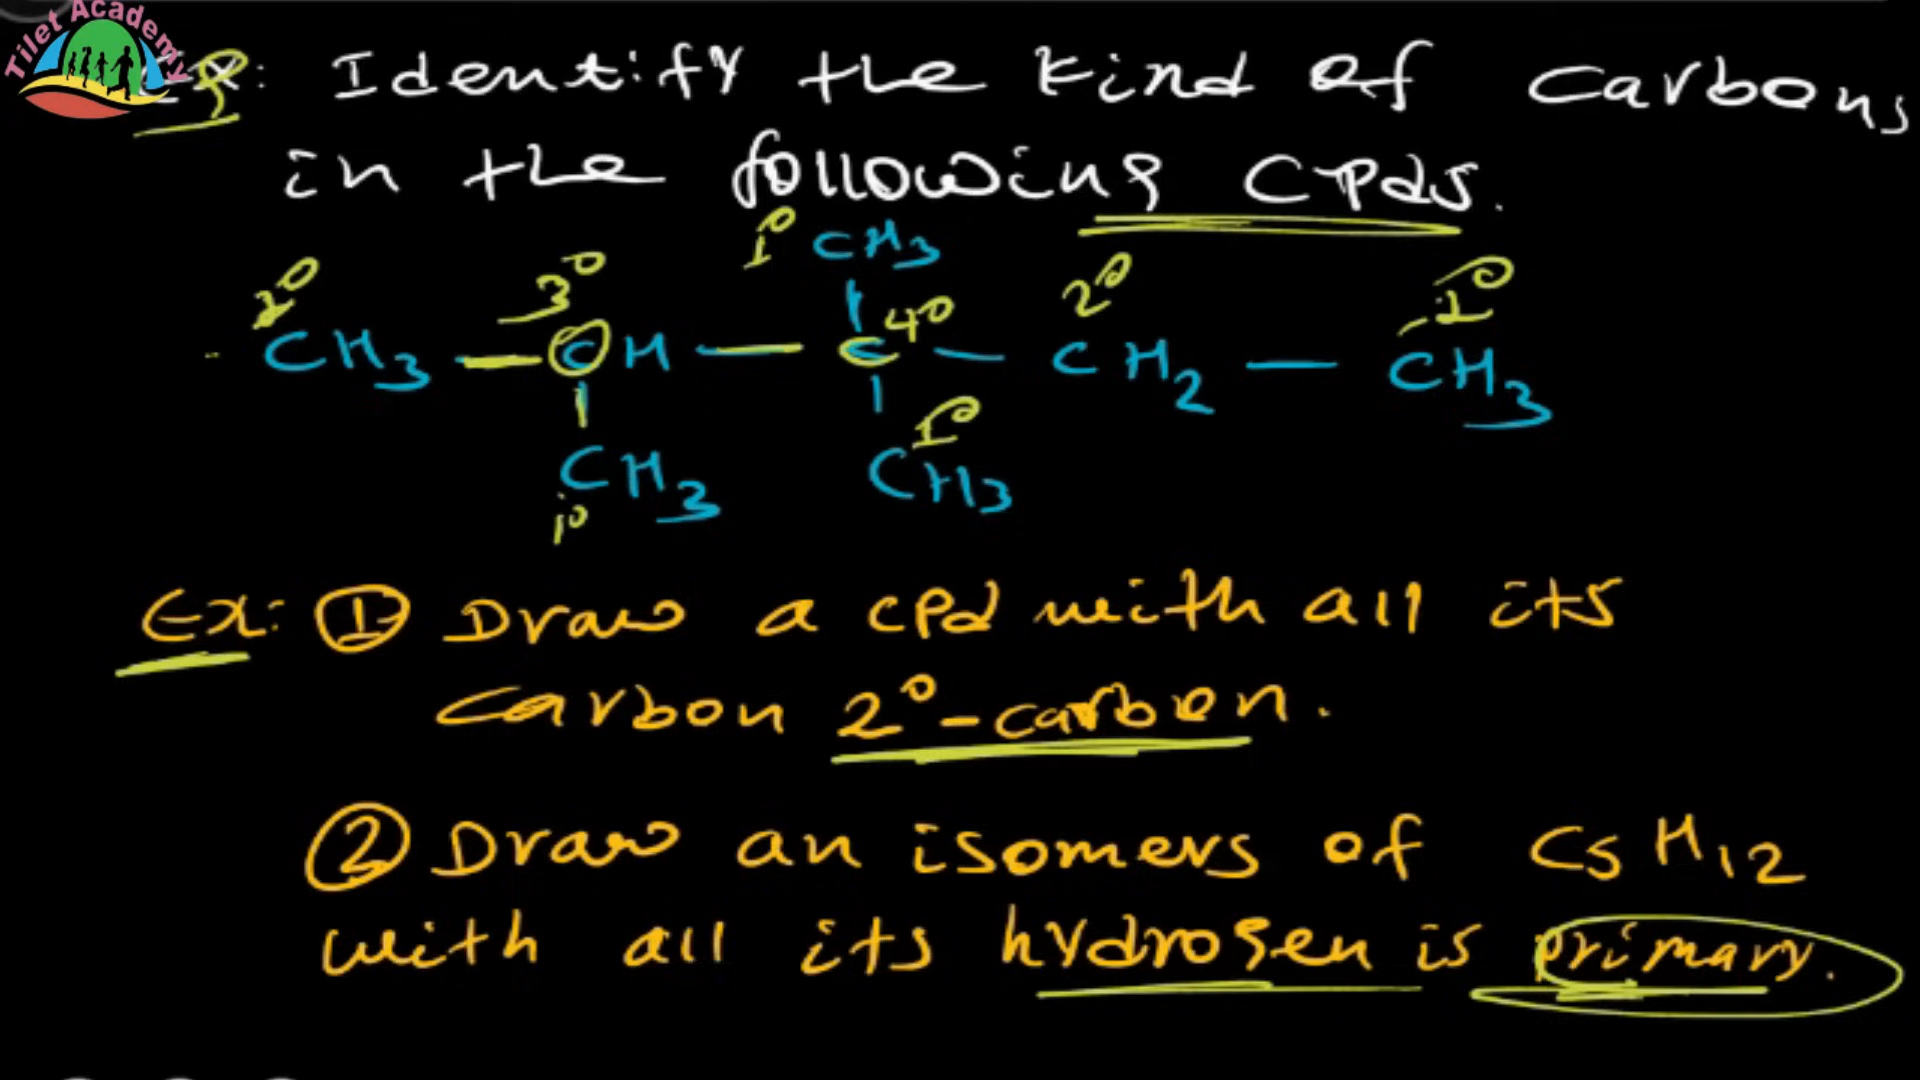 Tilet Academy
Ex: Identify the kind of carbons
in the following cpds.
1° CH3
1° 3° 4° 2° 1°
CH3 — CH — C — CH2 — CH3
1°
CH3 CH3
1°
Ex: ① Draw a cpd with all its
carbon 2°-carbon.
② Draw an isomers of C5H12
with all its hydrogen is primary.